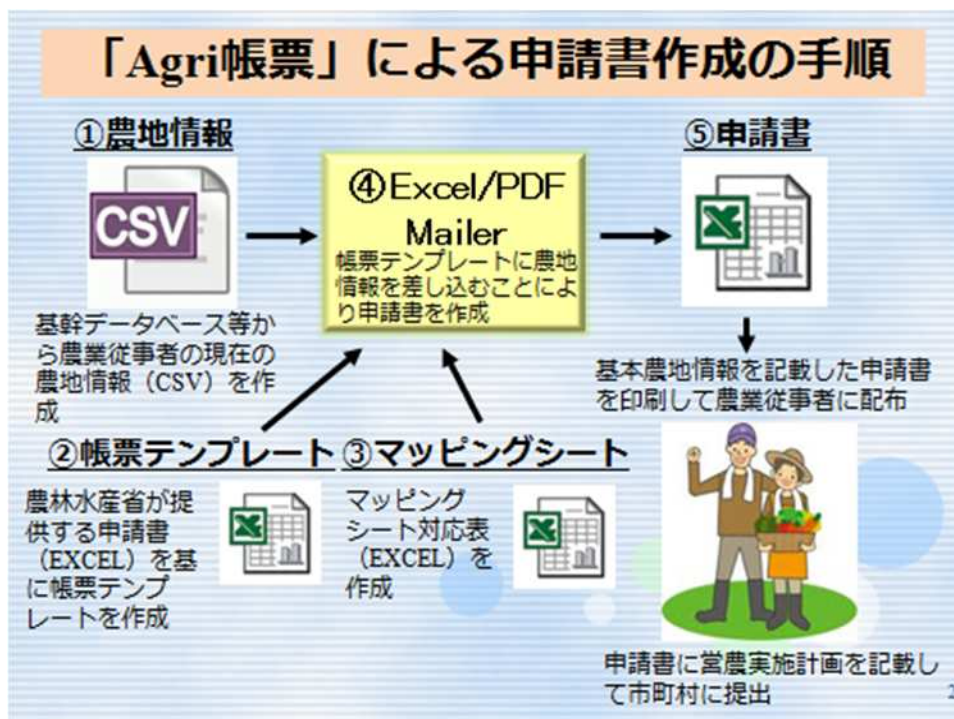 「Agri帳票」による申請書作成の手順
①農地情報
CSV
基幹データベース等か
ら農業従事者の現在の
農地情報（CSV）を作
成
④Excel/PDF
Mailer
帳票テンプレートに農地
情報を差し込むことによ
り申請書を作成
⑤申請書
基本農地情報を記載した申請書
を印刷して農業従事者に配布
②帳票テンプレート
農林水産省が提
供する申請書
（EXCEL）を基
に帳票テンプ
レートを作成
③マッピングシート
マッピング
シート対応表
（EXCEL）を
作成
申請書に営農実施計画を記載し
て市町村に提出
2